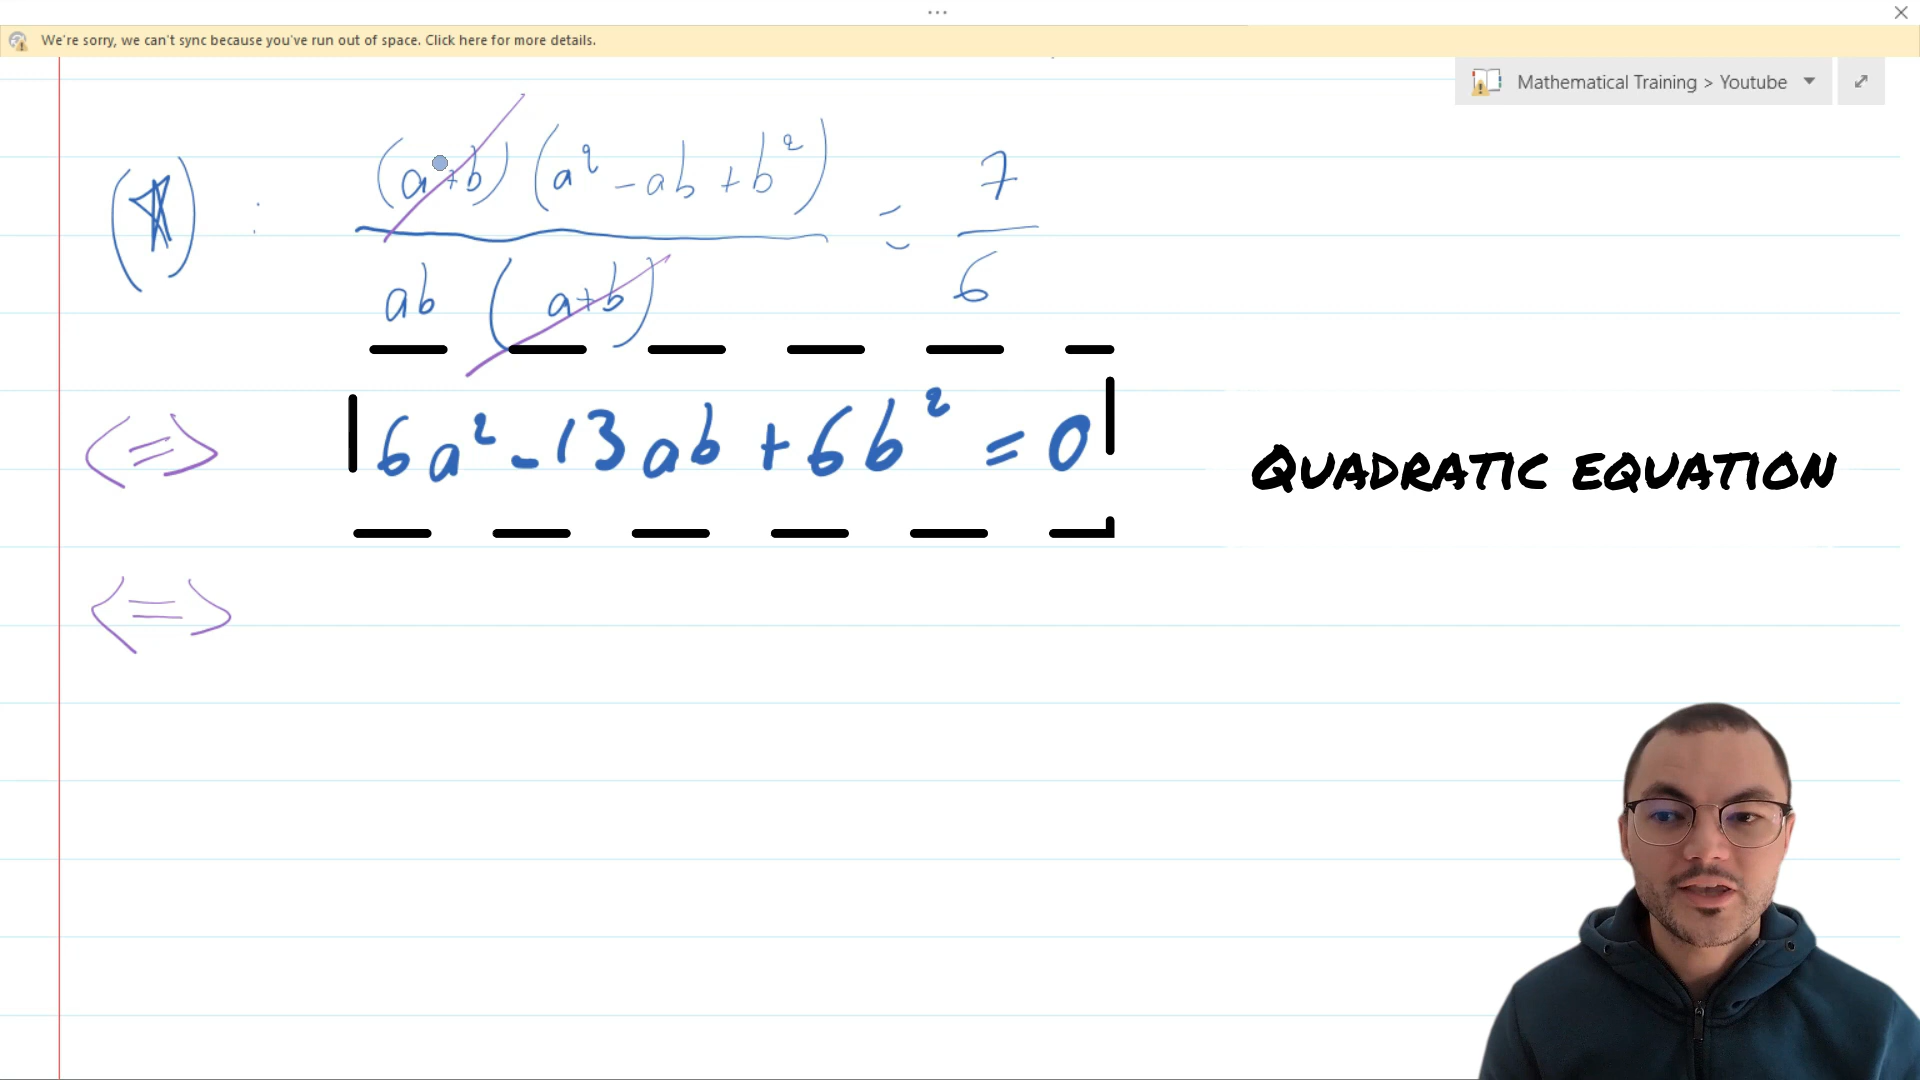 We're sorry, we can't sync because you've run out of space. Click here for more details.
Mathematical Training > Youtube
(★) : (a+b)(a² - ab + b²) / ab (a+b) = 7/6
<=> 6a² - 13ab + 6b² = 0
QUADRATIC EQUATION
<=>